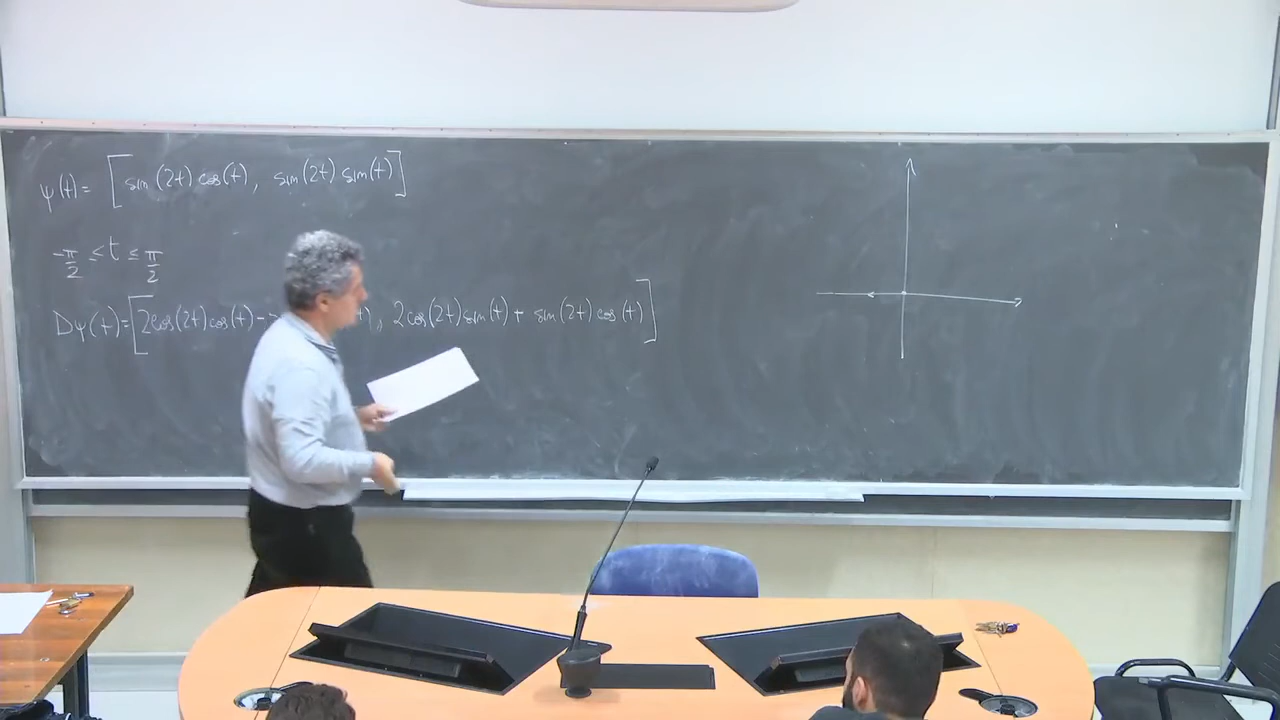 ψ(t) = [sin(2t) cos(t), sin(2t) sin(t)]
-π/2 ≤ t ≤ π/2
Dψ(t) = [2cos(2t)cos(t) - , 2cos(2t)sin(t) + sin(2t)cos(t)]